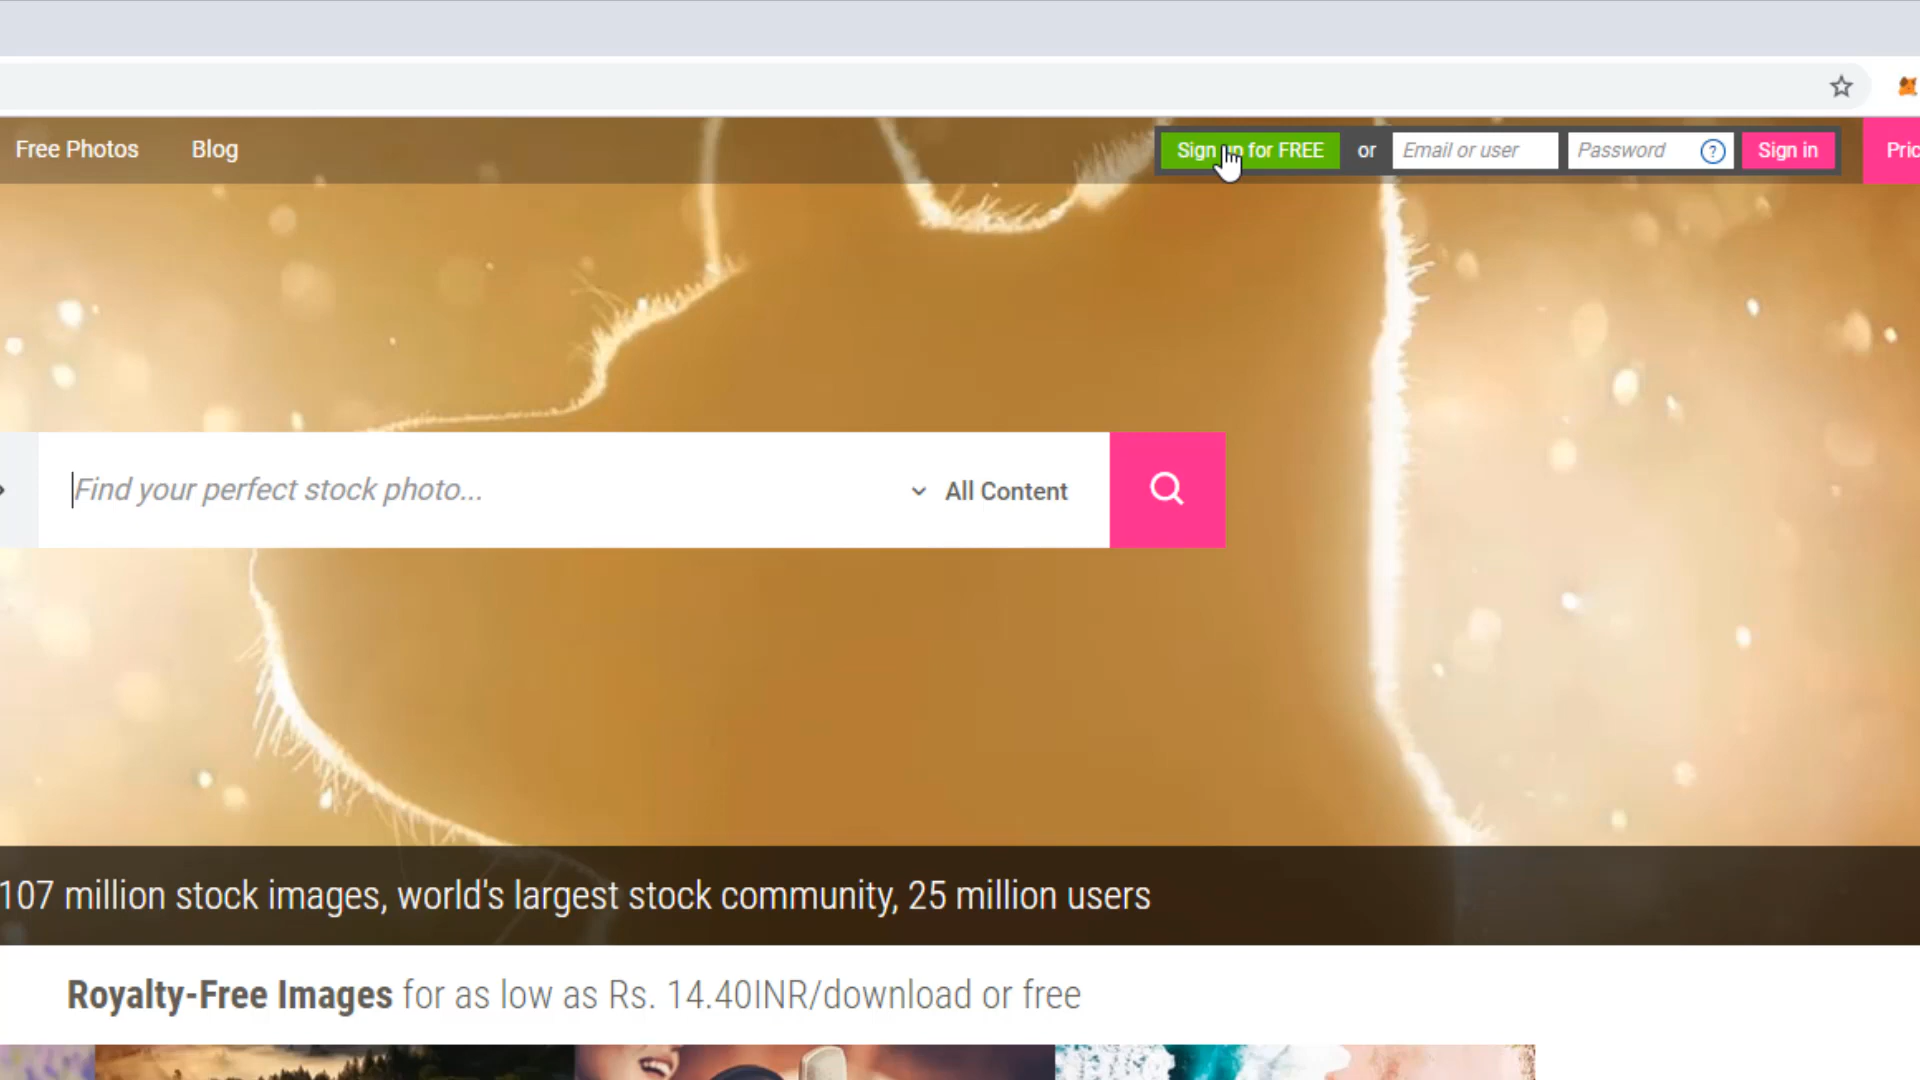 Free Photos
Blog
Sign up for FREE
or
Email or user
Password
?
Sign in
Find your perfect stock photo...
All Content
107 million stock images, world's largest stock community, 25 million users
Royalty-Free Images for as low as Rs. 14.40INR/download or free